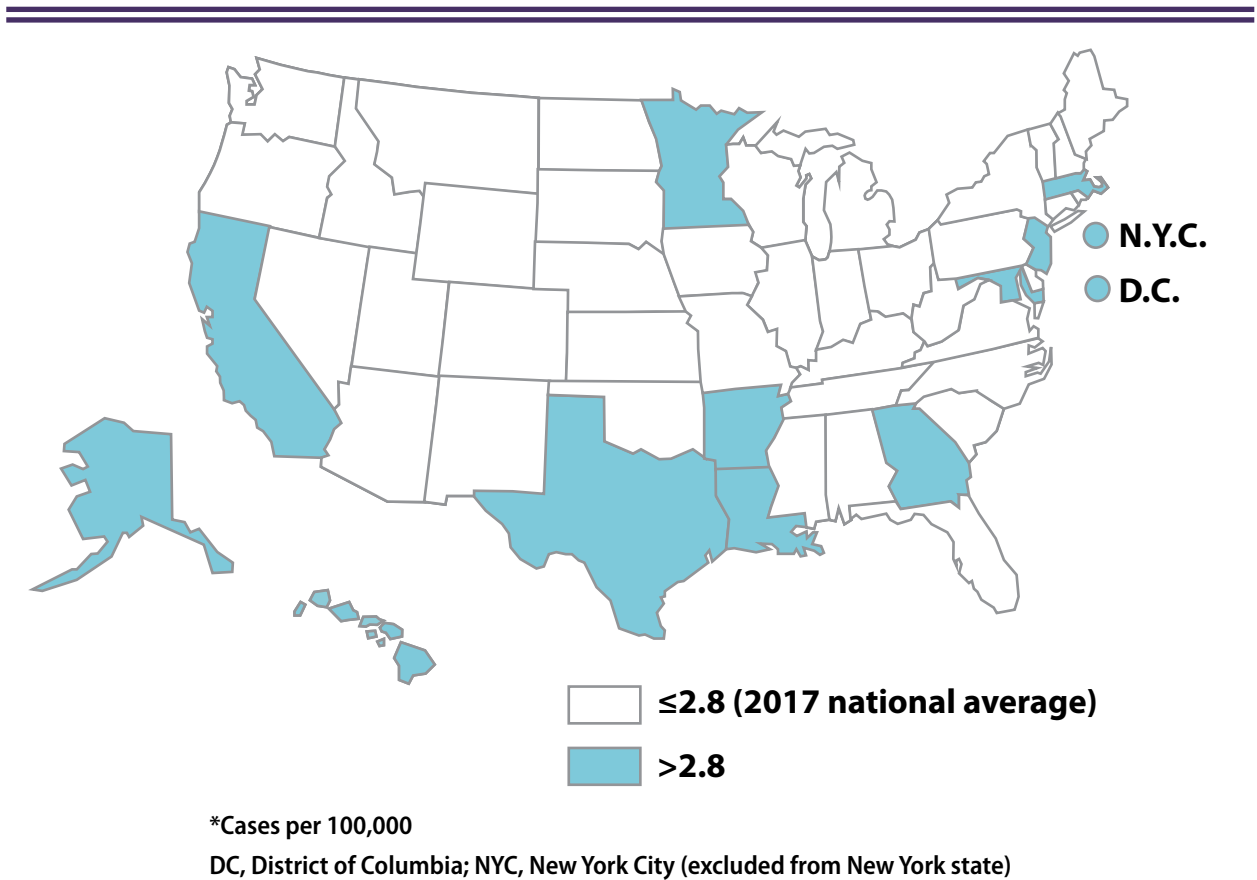 N.Y.C.
D.C.
≤2.8 (2017 national average)
>2.8
*Cases per 100,000
DC, District of Columbia; NYC, New York City (excluded from New York state)